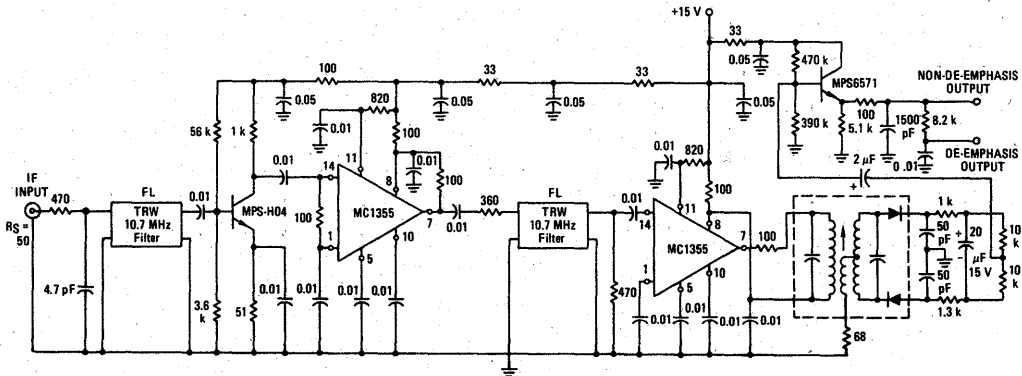 +15 V
33
0.05
470 k
MPS6571
NON-DE-EMPHASIS
OUTPUT
100
33
33
0.05
820
0.05
0.05
0.05
390 k
100
5.1 k
1500
pF
8.2 k
DE-EMPHASIS
OUTPUT
0.01
2 μF
+
56 k
1 k
0.01
100
0.01
100
11
8
0.01
14
MC1355
7
0.01
360
0.01
820
11
100
8
IF
INPUT
470
RS =
50
FL
TRW
10.7 MHz
Filter
0.01
MPS-H04
100
1
5
10
FL
TRW
10.7 MHz
Filter
0.01
14
MC1355
7
100
1
5
10
1 k
50
pF
50
pF
+
20
-
μF
15 V
10
k
10
k
1.3 k
4.7 pF
3.6
k
51
0.01
0.01
0.01
0.01
470
0.01
0.01
0.01
0.01
68